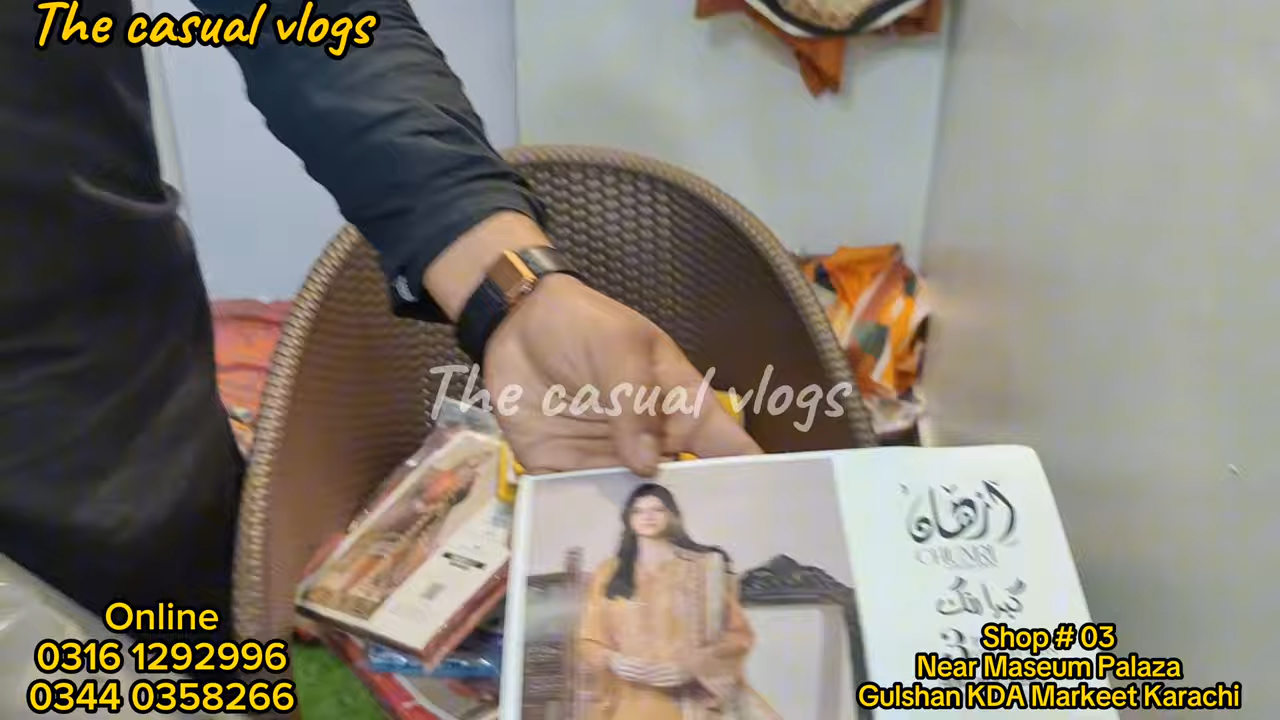 The casual vlogs
The casual vlogs
CHUNRI
Online
0316 1292996
0344 0358266
Shop # 03
Near Maseum Palaza
Gulshan KDA Markeet Karachi